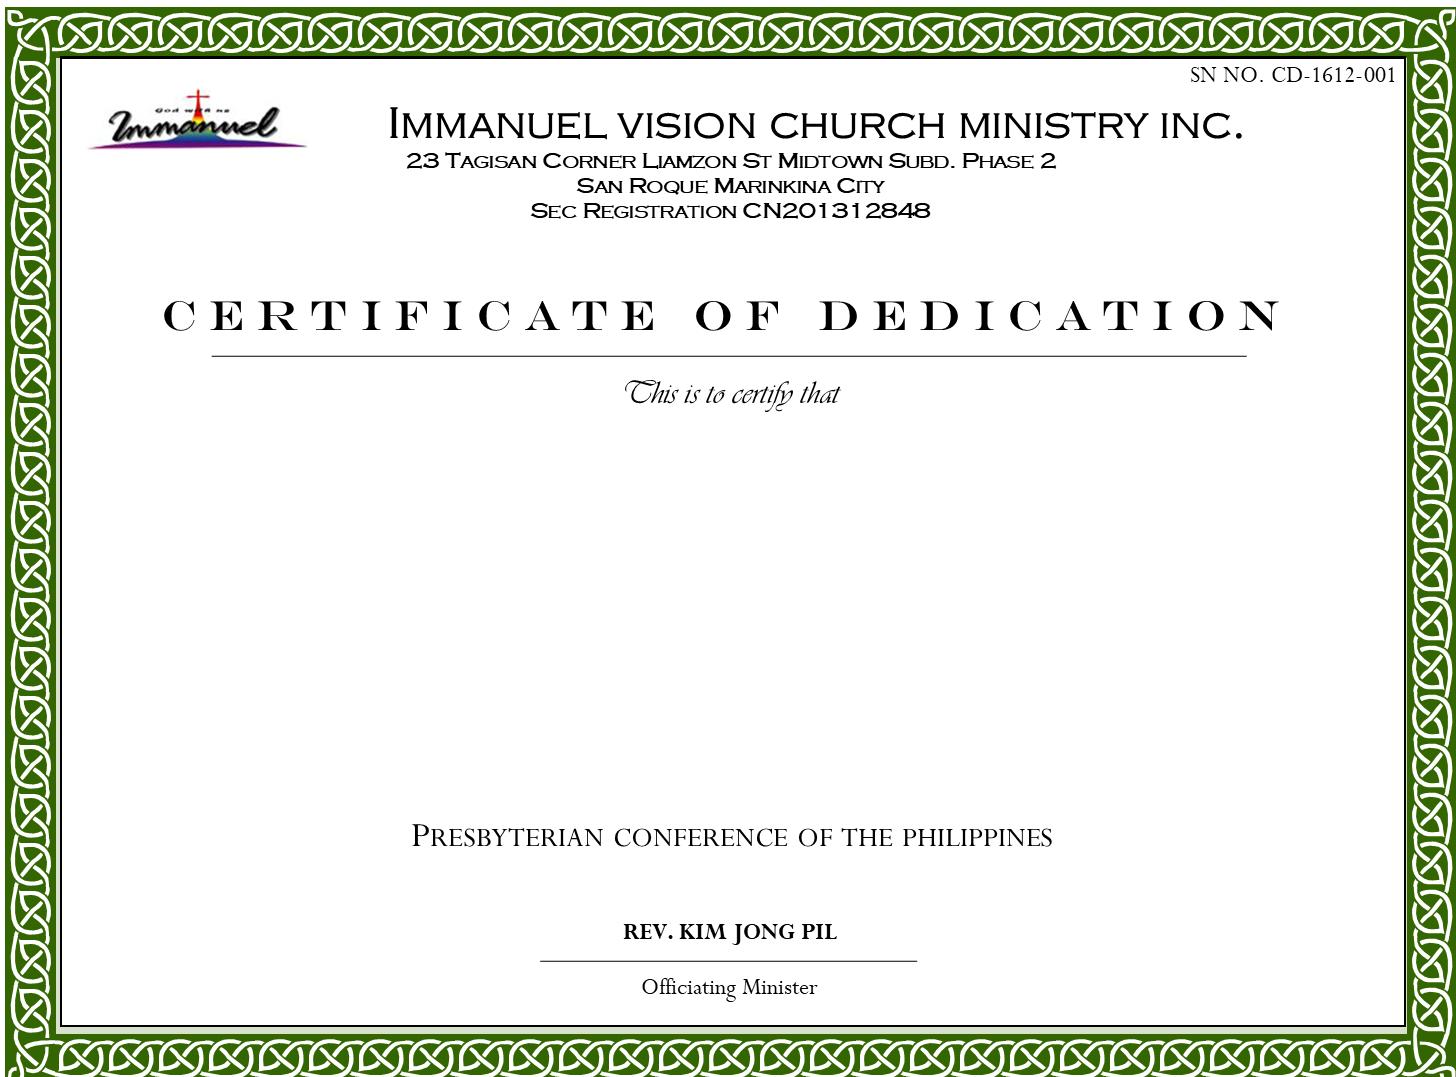 SN NO. CD-1612-001
God with us
Immanuel
IMMANUEL VISION CHURCH MINISTRY INC.
23 TAGISAN CORNER LIAMZON ST MIDTOWN SUBD. PHASE 2
SAN ROQUE MARINKINA CITY
SEC REGISTRATION CN201312848
CERTIFICATE OF DEDICATION
This is to certify that
PRESBYTERIAN CONFERENCE OF THE PHILIPPINES
REV. KIM JONG PIL
Officiating Minister